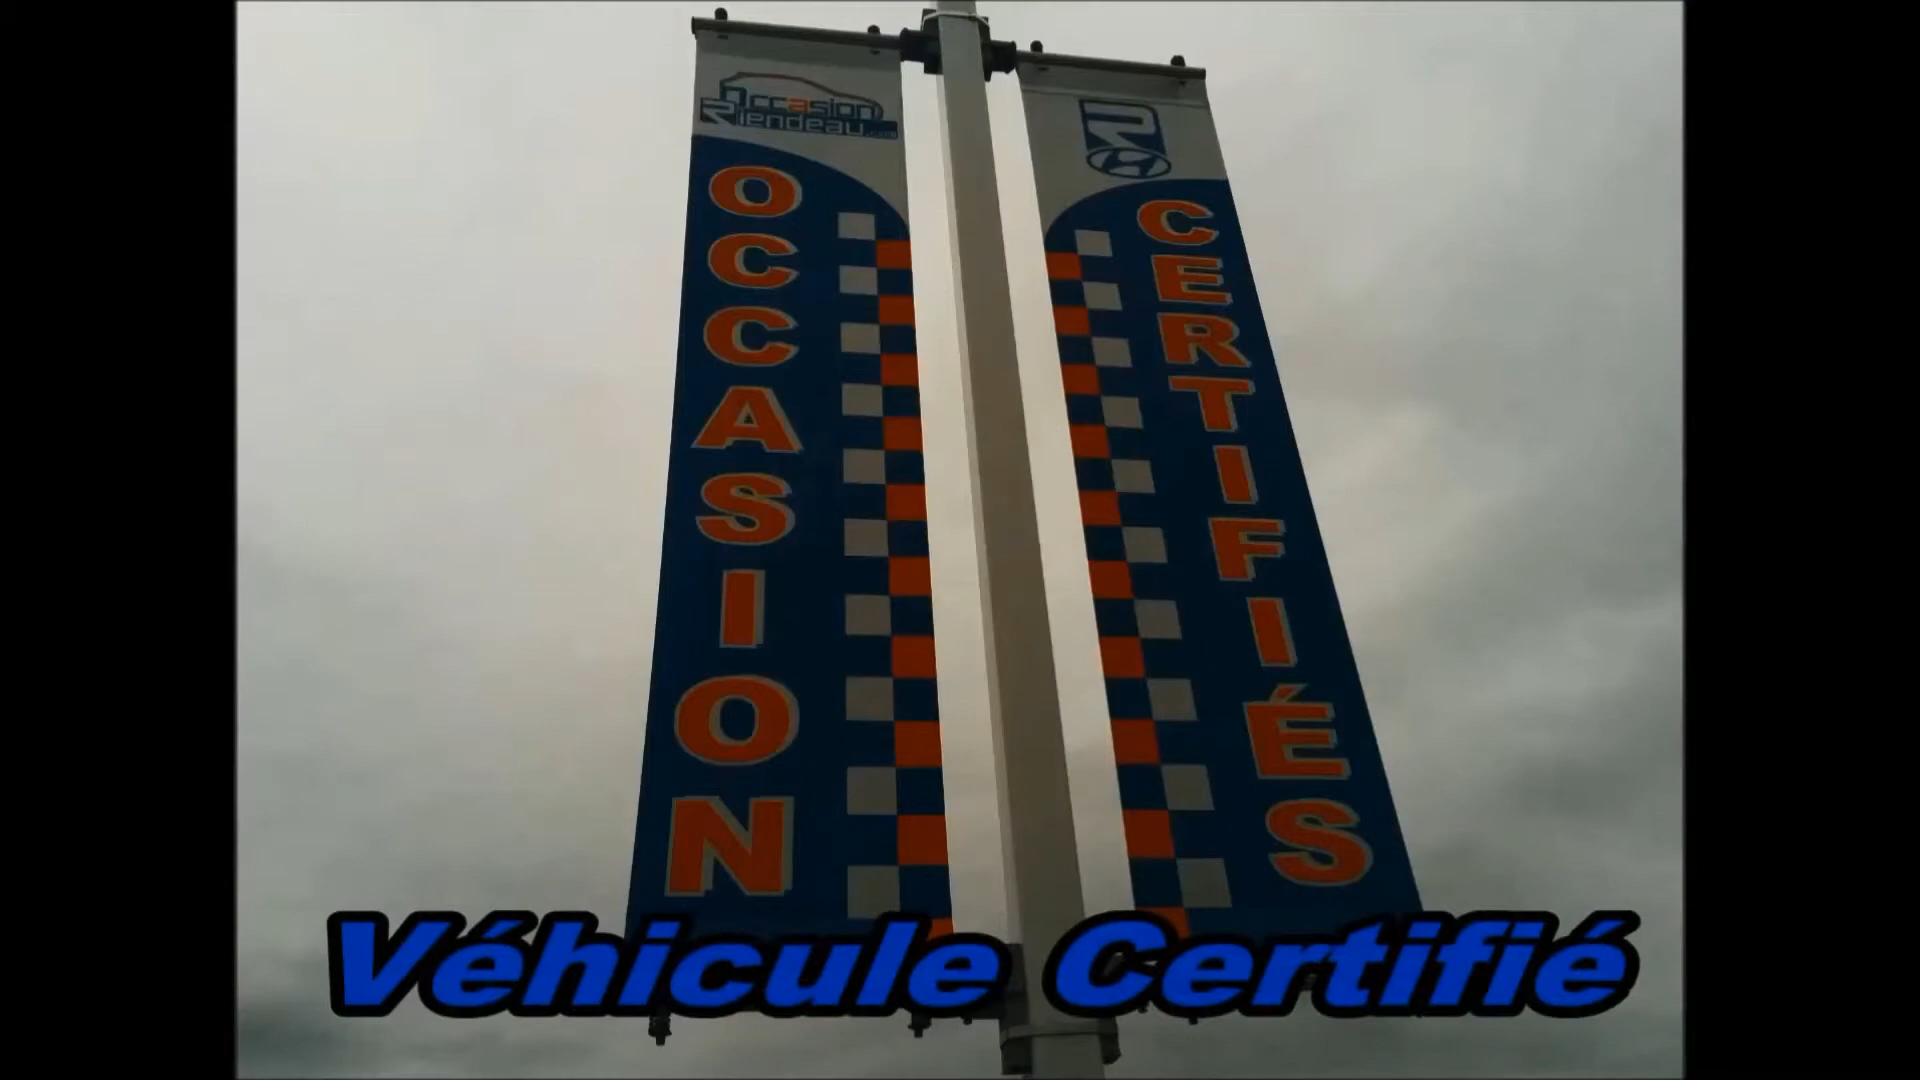 Occasion
Riendeau.com
OCCASION
CERTIFIÉS
Véhicule Certifié